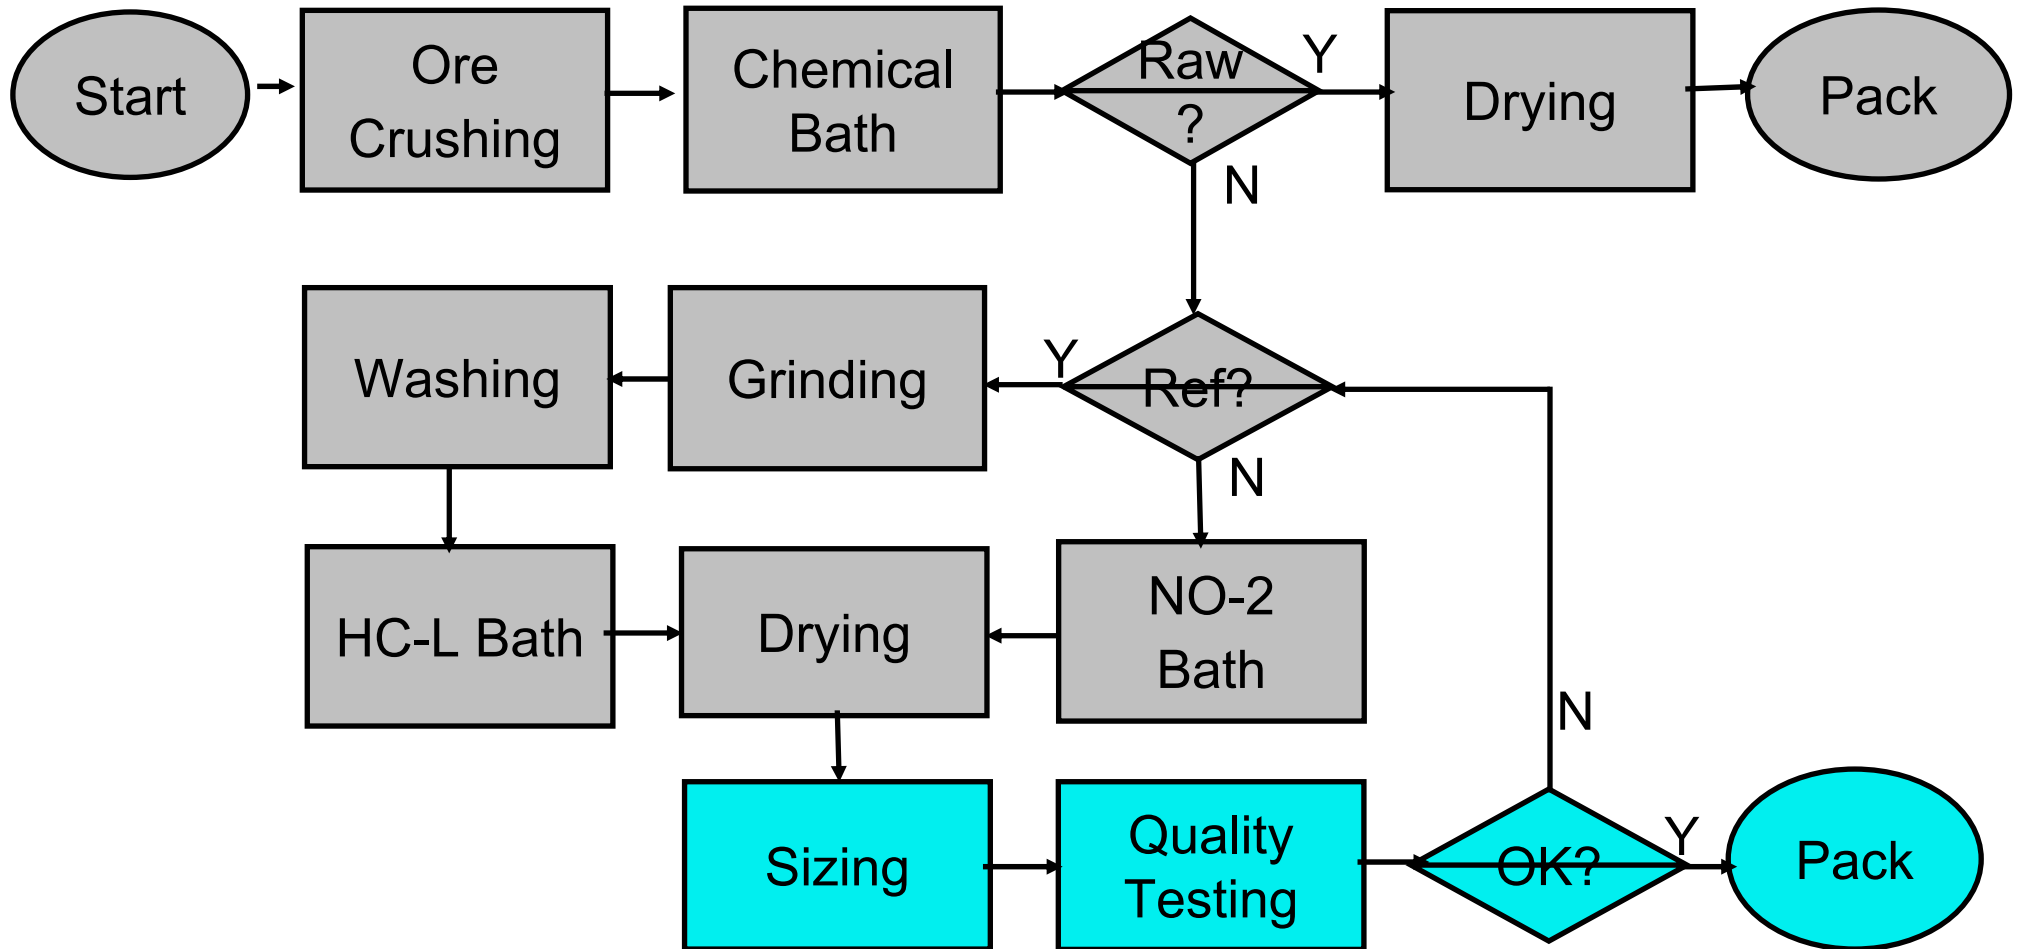 Start
Ore
Crushing
Chemical
Bath
Raw
?
Y
N
Drying
Pack
Washing
Grinding
Y
Ref?
N
HC-L Bath
Drying
NO-2
Bath
N
Sizing
Quality
Testing
OK?
Y
Pack